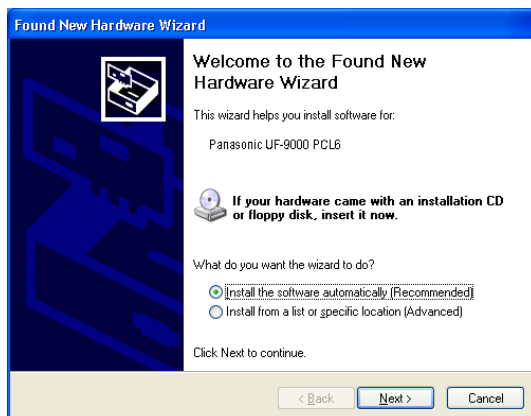 Found New Hardware Wizard
Welcome to the Found New
Hardware Wizard
This wizard helps you install software for:
Panasonic UF-9000 PCL6
If your hardware came with an installation CD
or floppy disk, insert it now.
What do you want the wizard to do?
Install the software automatically (Recommended)
Install from a list or specific location (Advanced)
Click Next to continue.
< Back Next > Cancel